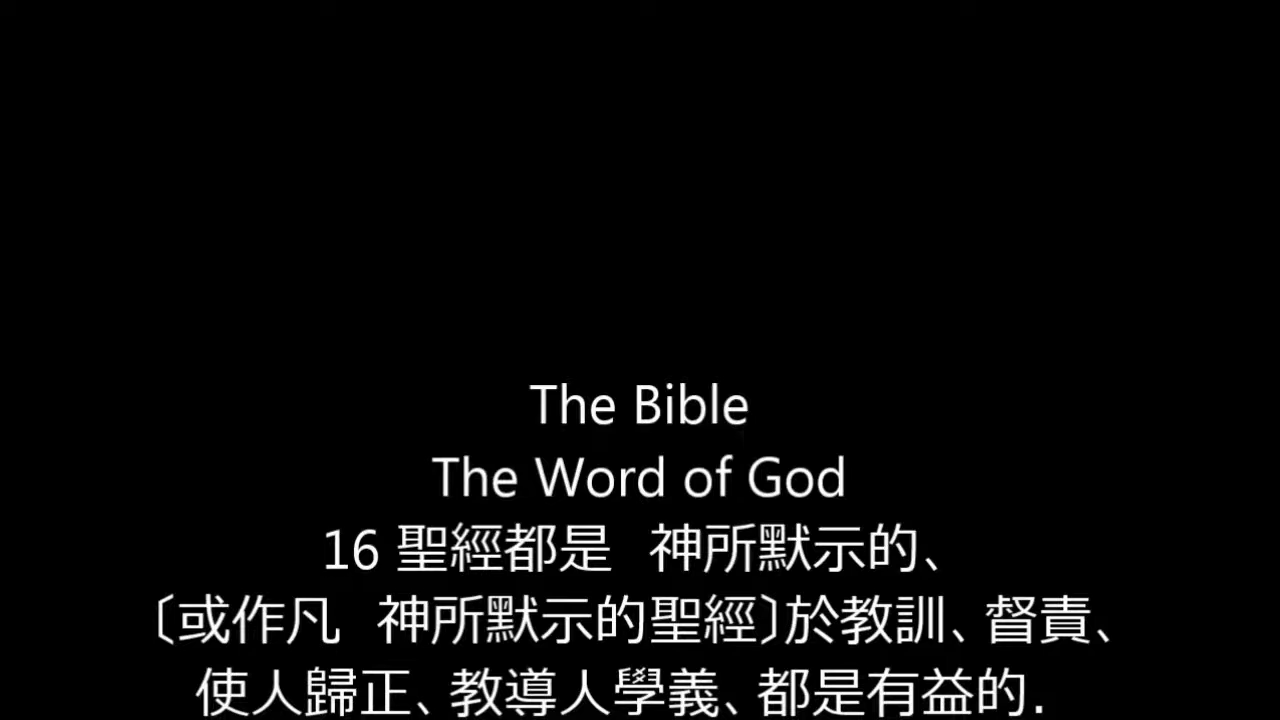 The Bible
The Word of God
16 聖經都是　神所默示的、
〔或作凡　神所默示的聖經〕於教訓、督責、
使人歸正、教導人學義、都是有益的.